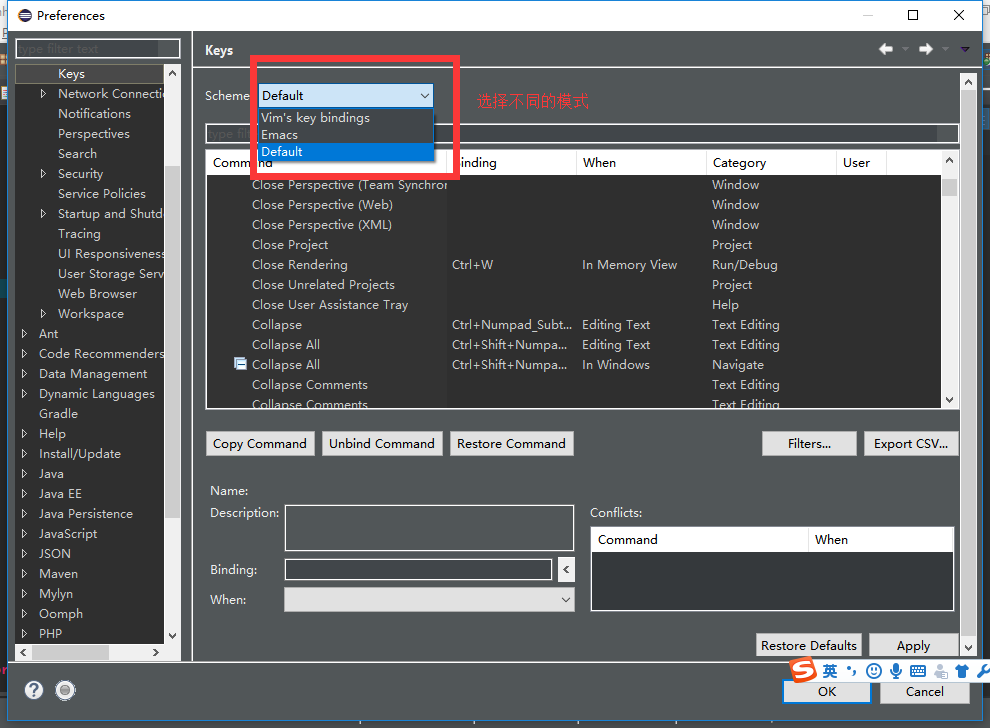 Preferences
type filter text
Keys
Network Connecti
Notifications
Perspectives
Search
Security
Service Policies
Startup and Shutd
Tracing
UI Responsiveness
User Storage Serv
Web Browser
Workspace
Ant
Code Recommenders
Data Management
Dynamic Languages
Gradle
Help
Install/Update
Java
Java EE
Java Persistence
JavaScript
JSON
Maven
Mylyn
Oomph
PHP
Keys
Scheme: Default
选择不同的模式
Vim's key bindings
Emacs
Default
type fil
Command Binding When Category User
Close Perspective (Team Synchror Window
Close Perspective (Web) Window
Close Perspective (XML) Window
Close Project Project
Close Rendering Ctrl+W In Memory View Run/Debug
Close Unrelated Projects Project
Close User Assistance Tray Help
Collapse Ctrl+Numpad_Subt... Editing Text Text Editing
Collapse All Ctrl+Shift+Numpa... Editing Text Text Editing
Collapse All Ctrl+Shift+Numpa... In Windows Navigate
Collapse Comments Text Editing
Collapse Comments Text Editing
Copy Command Unbind Command Restore Command Filters... Export CSV...
Name:
Description:
Conflicts:
Command When
Binding: <
When:
Restore Defaults Apply
S 英
OK Cancel